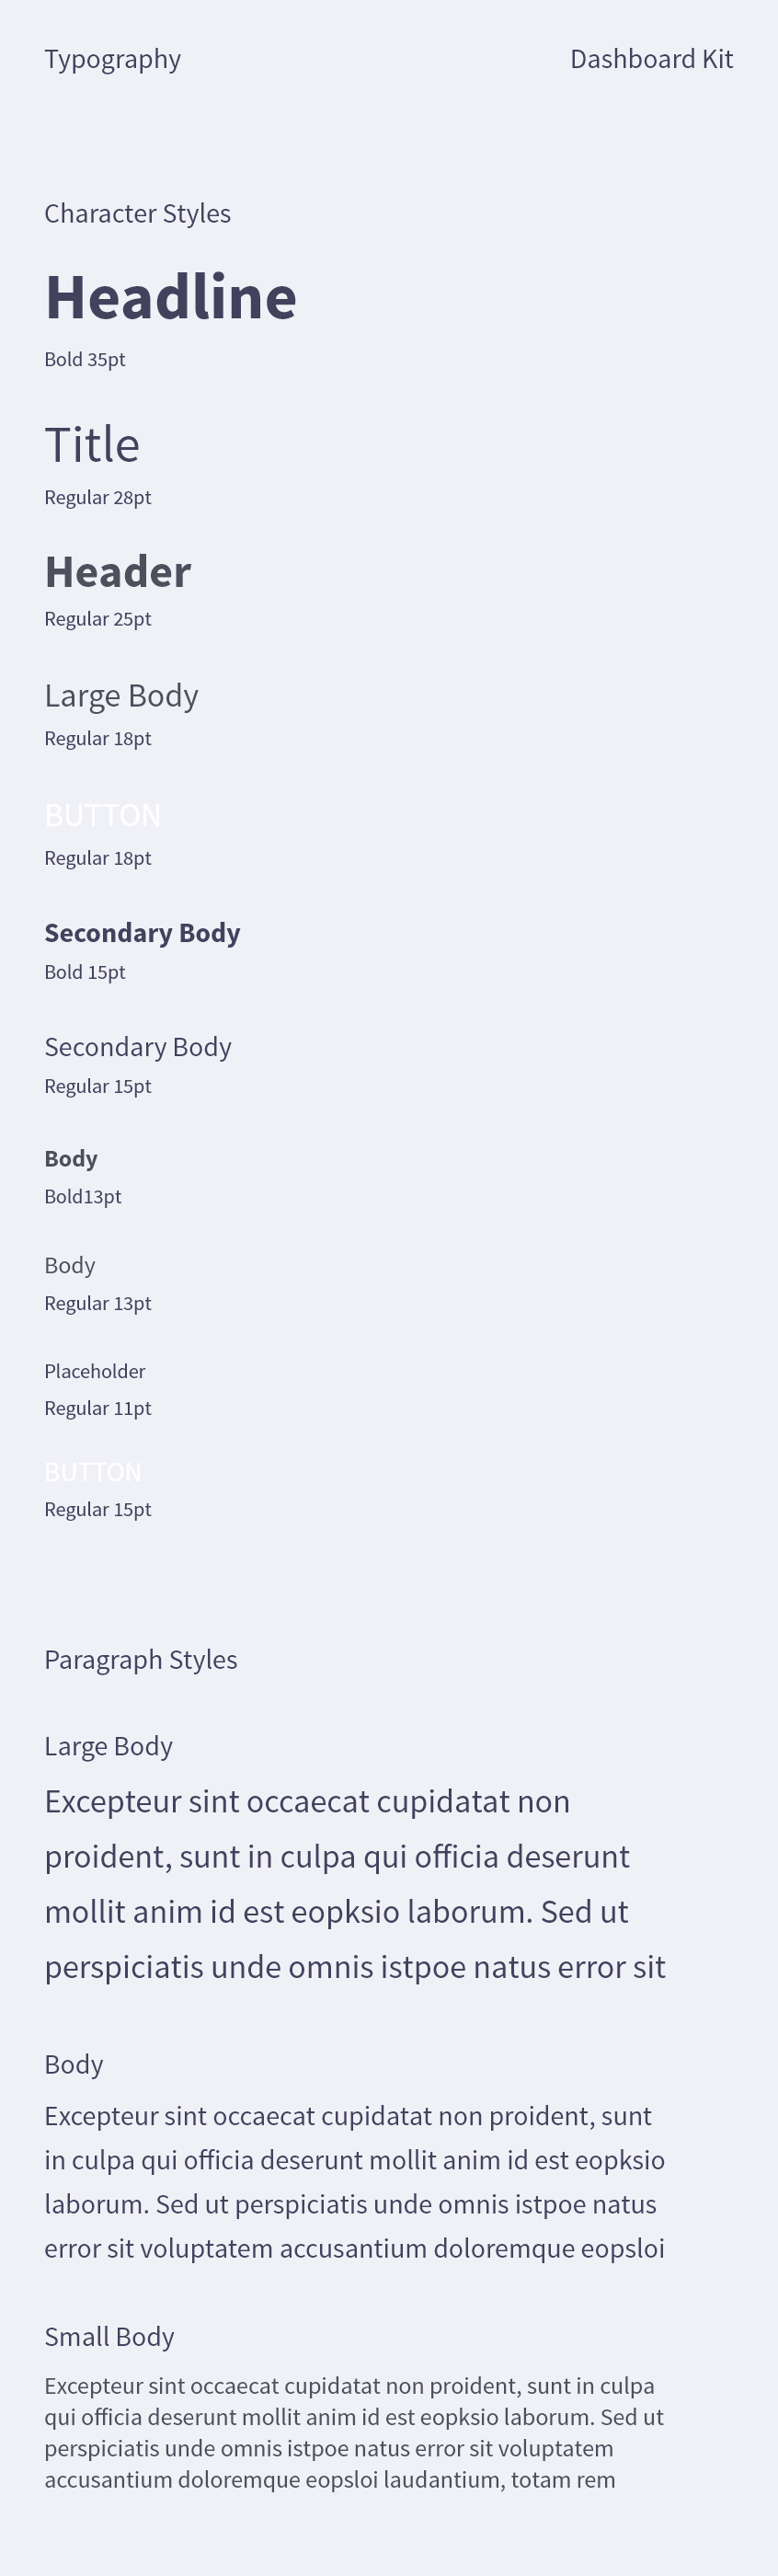 Typography
Dashboard Kit
Character Styles
Headline
Bold 35pt
Title
Regular 28pt
Header
Regular 25pt
Large Body
Regular 18pt
BUTTON
Regular 18pt
Secondary Body
Bold 15pt
Secondary Body
Regular 15pt
Body
Bold13pt
Body
Regular 13pt
Placeholder
Regular 11pt
BUTTON
Regular 15pt
Paragraph Styles
Large Body
Excepteur sint occaecat cupidatat non
proident, sunt in culpa qui officia deserunt
mollit anim id est eopksio laborum. Sed ut
perspiciatis unde omnis istpoe natus error sit
Body
Excepteur sint occaecat cupidatat non proident, sunt
in culpa qui officia deserunt mollit anim id est eopksio
laborum. Sed ut perspiciatis unde omnis istpoe natus
error sit voluptatem accusantium doloremque eopsloi
Small Body
Excepteur sint occaecat cupidatat non proident, sunt in culpa
qui officia deserunt mollit anim id est eopksio laborum. Sed ut
perspiciatis unde omnis istpoe natus error sit voluptatem
accusantium doloremque eopsloi laudantium, totam rem